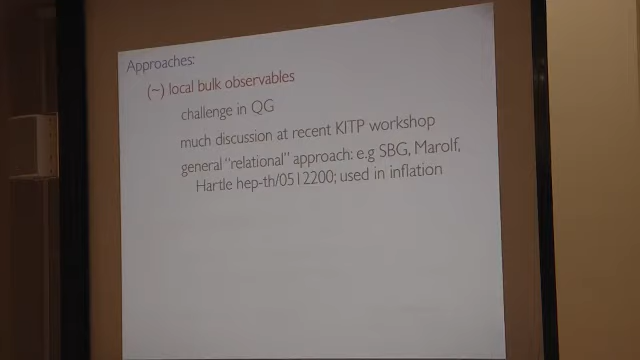 Approaches:
(~) local bulk observables
challenge in QG
much discussion at recent KITP workshop
general “relational” approach: e.g SBG, Marolf,
Hartle hep-th/0512200; used in inflation